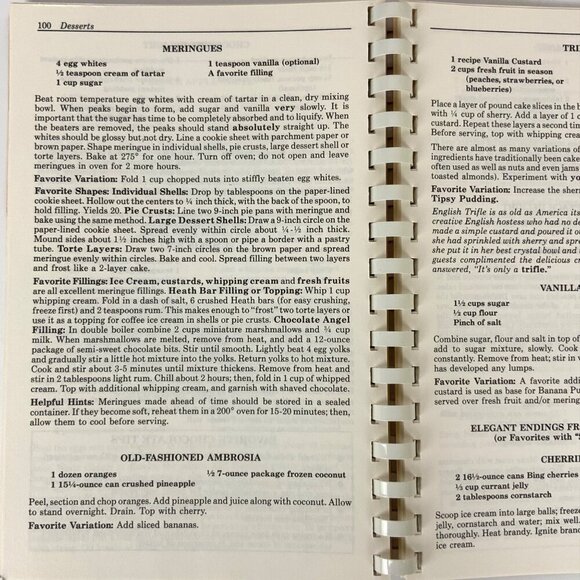 100 Desserts
MERINGUES
4 egg whites
½ teaspoon cream of tartar
1 cup sugar
1 teaspoon vanilla (optional)
A favorite filling
Beat room temperature egg whites with cream of tartar in a clean, dry mixing
bowl. When peaks begin to form, add sugar and vanilla very slowly. It is
important that the sugar has time to be completely absorbed and to liquify. When
the beaters are removed, the peaks should stand absolutely straight up. The
whites should be glossy but not dry. Line a cookie sheet with parchment paper or
brown paper. Shape meringue in individual shells, pie crusts, large dessert shell or
torte layers. Bake at 275° for one hour. Turn off oven; do not open and leave
meringues in oven for 2 more hours.
Favorite Variation: Fold 1 cup chopped nuts into stiffly beaten egg whites.
Favorite Shapes: Individual Shells: Drop by tablespoons on the paper-lined
cookie sheet. Hollow out the centers to ¼ inch thick, with the back of the spoon, to
hold filling. Yields 20. Pie Crusts: Line two 9-inch pie pans with meringue and
bake using the same method. Large Dessert Shells: Draw a 9-inch circle on the
paper-lined cookie sheet. Spread evenly within circle about ¼-½ inch thick.
Mound sides about 1½ inches high with a spoon or pipe a border with a pastry
tube. Torte Layers: Draw two 7-inch circles on the brown paper and spread
meringue evenly within circles. Bake and cool. Spread filling between two layers
and frost like a 2-layer cake.
Favorite Fillings: Ice Cream, custards, whipping cream and fresh fruits
are all excellent meringue fillings. Heath Bar Filling or Topping: Whip 1 cup
whipping cream. Fold in a dash of salt, 6 crushed Heath bars (for easy crushing,
freeze first) and 2 teaspoons rum. This makes enough to "frost" two torte layers or
use it as a topping for coffee ice cream in shells or pie crusts. Chocolate Angel
Filling: In double boiler combine 2 cups miniature marshmallows and ¾ cup
milk. When marshmallows are melted, remove from heat, and add a 12-ounce
package of semi-sweet chocolate bits. Stir until smooth. Lightly beat 4 egg yolks
and gradually stir a little hot mixture into the yolks. Return yolks to hot mixture.
Cook and stir about 3-5 minutes until mixture thickens. Remove from heat and
stir in 2 tablespoons light rum. Chill about 2 hours; then, fold in 1 cup of whipped
cream. Top with additional whipping cream, and garnish with shaved chocolate.
Helpful Hints: Meringues made ahead of time should be stored in a sealed
container. If they become soft, reheat them in a 200° oven for 15-20 minutes; then,
allow them to cool before serving.
OLD-FASHIONED AMBROSIA
1 dozen oranges
1 15¼-ounce can crushed pineapple
½ 7-ounce package frozen coconut
Peel, section and chop oranges. Add pineapple and juice along with coconut. Allow
to stand overnight. Drain. Top with cherry.
Favorite Variation: Add sliced bananas.
TRI
1 recipe Vanilla Custard
2 cups fresh fruit in season
(peaches, strawberries, or
blueberries)
Place a layer of pound cake slices in the b
with ¼ cup of sherry. Add a layer of 1 c
custard. Repeat these layers a second tim
Before serving, top with whipping cream
There are almost as many variations of
ingredients have traditionally been cake
often used as well as nuts and even jams
toasted almonds). Experiment with yo
Favorite Variation: Increase the sher
Tipsy Pudding.
English Trifle is as old as America its
creative English hostess who had no de
made a simple custard and poured it ov
she had sprinkled with sherry and spre
she put it in her best crystal bowl and
guests complimented the delicious cr
answered, "It's only a trifle."
VANILLA
1½ cups sugar
½ cup flour
Pinch of salt
Combine sugar, flour and salt in top of
add to sugar mixture, slowly. Cook
constantly. Remove from heat; stir in v
has developed any lumps.
Favorite Variation: A favorite addi
custard is used as base for Banana Pu
served over fresh fruit and/or mering
ELEGANT ENDINGS FR
(or Favorites with "
CHERRIE
2 16½-ounce cans Bing cherries
⅓ cup currant jelly
2 tablespoons cornstarch
Scoop ice cream into large balls; freeze
jelly, cornstarch and water; mix well.
thoroughly. Heat brandy. Ignite bran
ice cream.